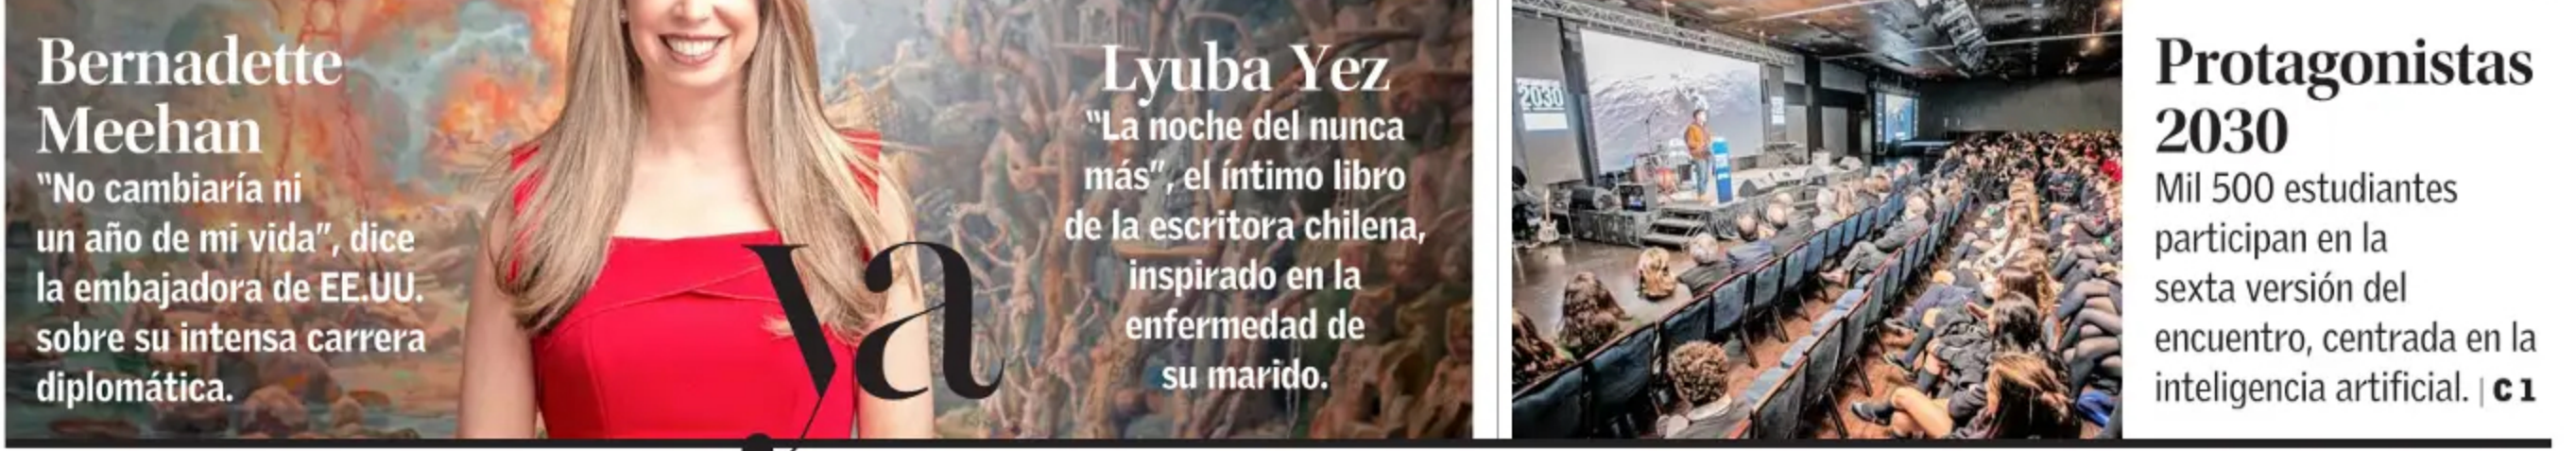 Bernadette
Meehan
"No cambiaría ni
un año de mi vida", dice
la embajadora de EE.UU.
sobre su intensa carrera
diplomática.
ya
Lyuba Yez
"La noche del nunca
más", el íntimo libro
de la escritora chilena,
inspirado en la
enfermedad de
su marido.
2030
Protagonistas
2030
Mil 500 estudiantes
participan en la
sexta versión del
encuentro, centrada en la
inteligencia artificial. | C 1